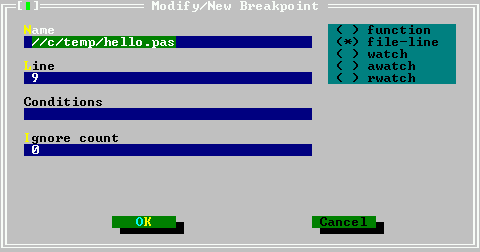 Modify/New Breakpoint
Name
//c/temp/hello.pas
Line
9
Conditions
Ignore count
0
( ) function
(*) file-line
( ) watch
( ) awatch
( ) rwatch
OK
Cancel